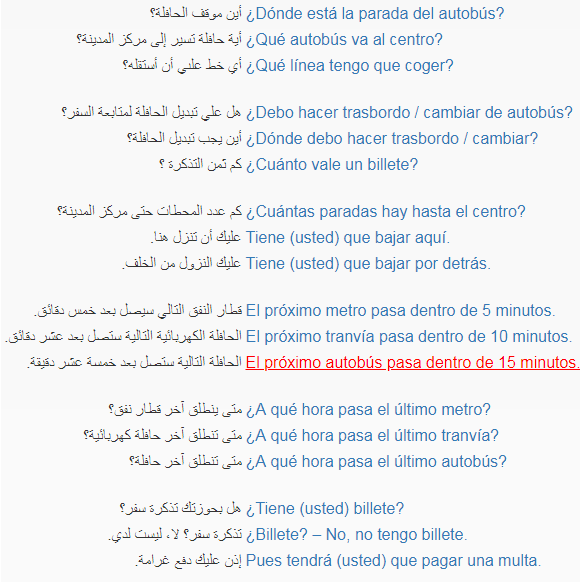 أين موقف الحافلة؟ ¿Dónde está la parada del autobús?
أية حافلة تسير إلى مركز المدينة؟ ¿Qué autobús va al centro?
أي خط علىي أن أستقله؟ ¿Qué línea tengo que coger?
هل علي تبديل الحافلة لمتابعة السفر؟ ¿Debo hacer trasbordo / cambiar de autobús?
أين يجب تبديل الحافلة؟ ¿Dónde debo hacer trasbordo / cambiar?
كم ثمن التذكرة ؟ ¿Cuánto vale un billete?
كم عدد المحطات حتى مركز المدينة؟ ¿Cuántas paradas hay hasta el centro?
عليك أن تنزل هنا. Tiene (usted) que bajar aquí.
عليك النزول من الخلف. Tiene (usted) que bajar por detrás.
قطار النفق التالي سيصل بعد خمس دقائق. El próximo metro pasa dentro de 5 minutos.
الحافلة الكهربائية التالية ستصل بعد عشر دقائق. El próximo tranvía pasa dentro de 10 minutos.
الحافلة التالية ستصل بعد خمسة عشر دقيقة. El próximo autobús pasa dentro de 15 minutos.
متى ينطلق آخر قطار نفق؟ ¿A qué hora pasa el último metro?
متى تنطلق آخر حافلة كهربائية؟ ¿A qué hora pasa el último tranvía?
متى تنطلق آخر حافلة؟ ¿A qué hora pasa el último autobús?
هل بحوزتك تذكرة سفر؟ ¿Tiene (usted) billete?
تذكرة سفر؟ لا، ليست لدي. ¿Billete? – No, no tengo billete.
إذن عليك دفع غرامة. Pues tendrá (usted) que pagar una multa.